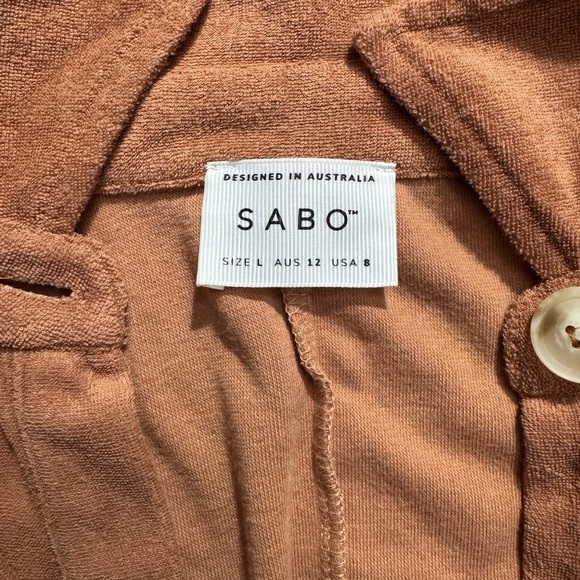 DESIGNED IN AUSTRALIA
SABO™
SIZE L AUS 12 USA 8